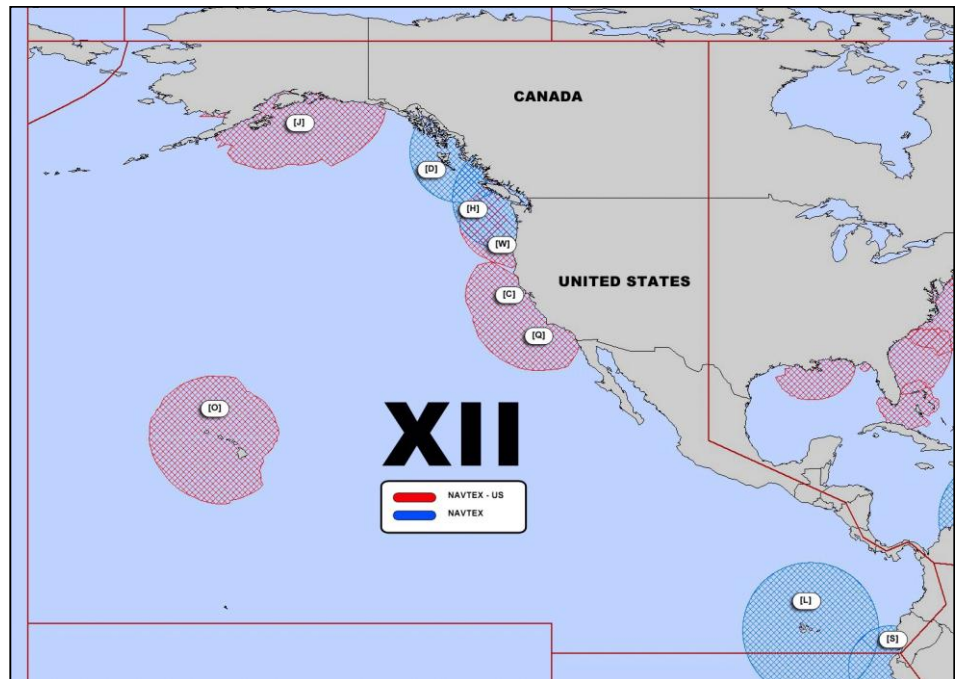 CANADA
[J]
[D]
[H]
[W]
UNITED STATES
[C]
[Q]
[O]
XII
NAVTEX - US
NAVTEX
[L]
[S]